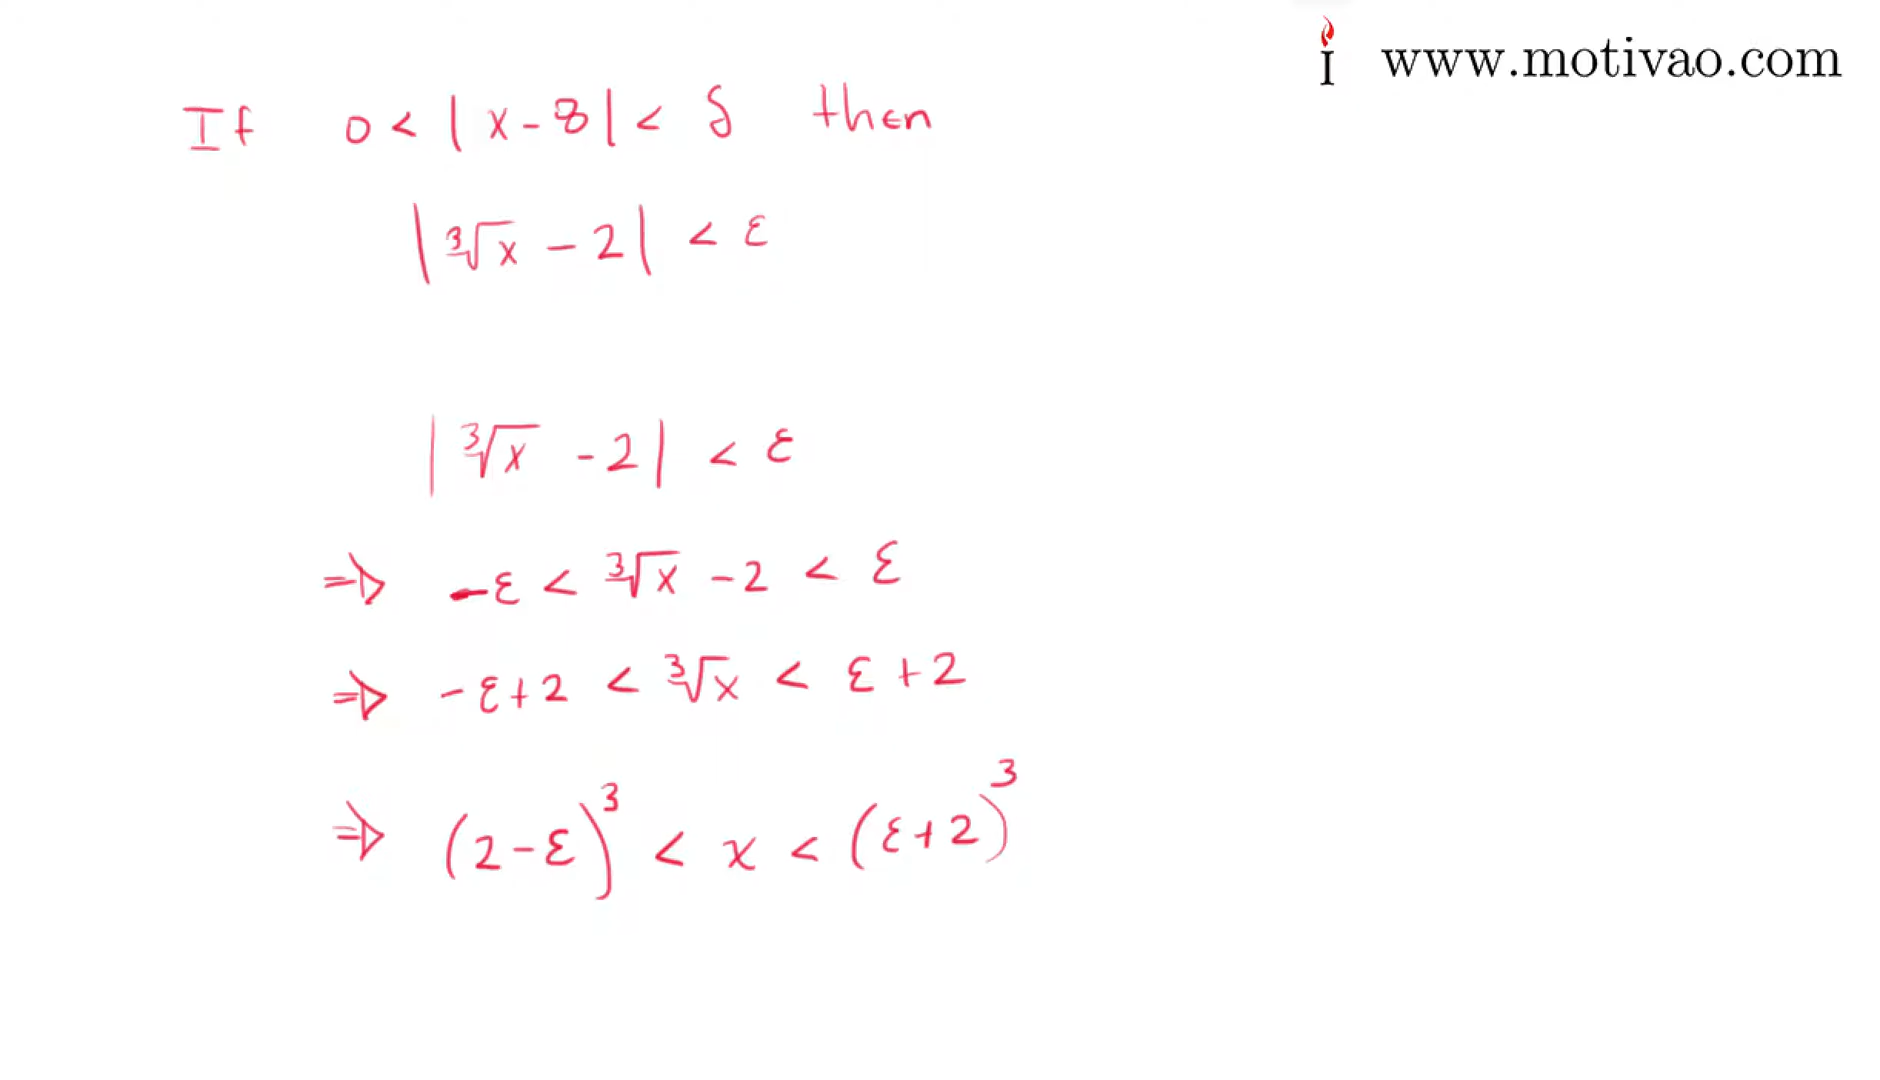 www.motivao.com
If 0 < |x - 8| < δ then
|∛x - 2| < ε
|∛x - 2| < ε
⇒ -ε < ∛x - 2 < ε
⇒ -ε + 2 < ∛x < ε + 2
⇒ (2 - ε)³ < x < (ε + 2)³